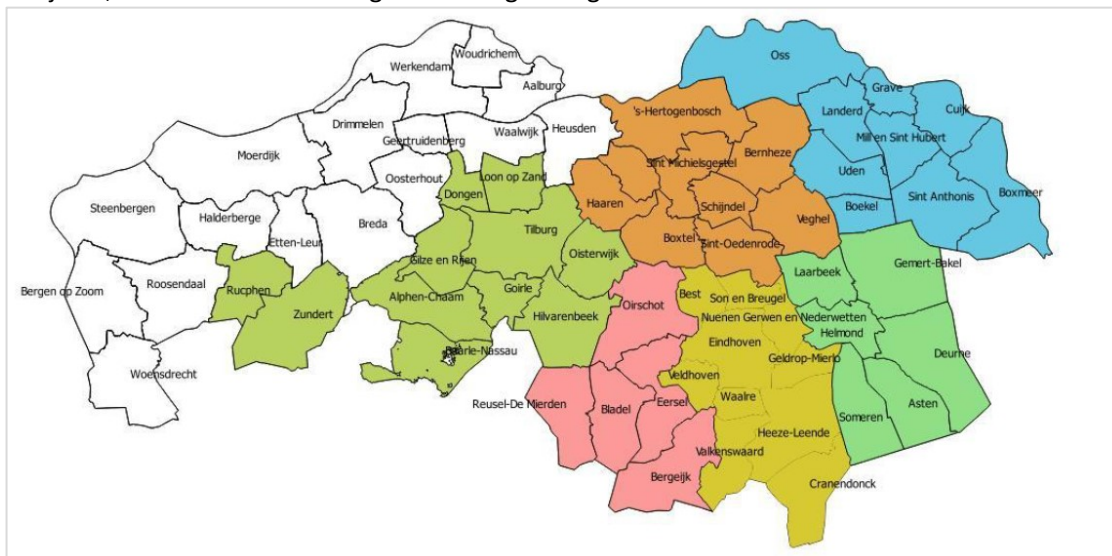 Oss
Woudrichem
Werkendam
Aalburg
Grave
Cuijk
Landerd
's-Hertogenbosch
Drimmelen
Geertruidenberg
Waalwijk
Heusden
Mill en Sint Hubert
Bernheze
Moerdijk
Sint Michielsgestel
Oosterhout
Loon op Zand
Uden
Boxmeer
Dongen
Sint Anthonis
Haaren
Schijndel
Boekel
Steenbergen
Halderberge
Breda
Veghel
Tilburg
Etten-Leur
Boxtel
Sint-Oedenrode
Oisterwijk
Gilze en Rijen
Gemert-Bakel
Laarbeek
Roosendaal
Bergen op Zoom
Rucphen
Goirle
Alphen-Chaam
Best
Son en Breugel
Oirschot
Zundert
Hilvarenbeek
Nuenen Gerwen en Nederwetten
Helmond
Eindhoven
Baarle-Nassau
Geldrop-Mierlo
Deurne
Woensdrecht
Veldhoven
Reusel-De Mierden
Bladel
Eersel
Waalre
Asten
Someren
Heeze-Leende
Valkenswaard
Bergeijk
Cranendonck